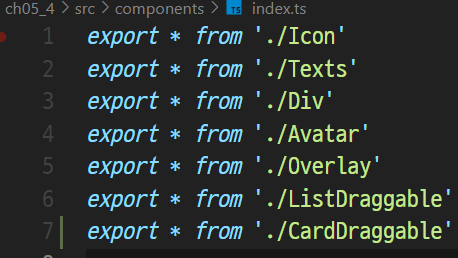 ch05_4 > src > components > TS index.ts
1 export * from './Icon'
2 export * from './Texts'
3 export * from './Div'
4 export * from './Avatar'
5 export * from './Overlay'
6 export * from './ListDraggable'
7 export * from './CardDraggable'